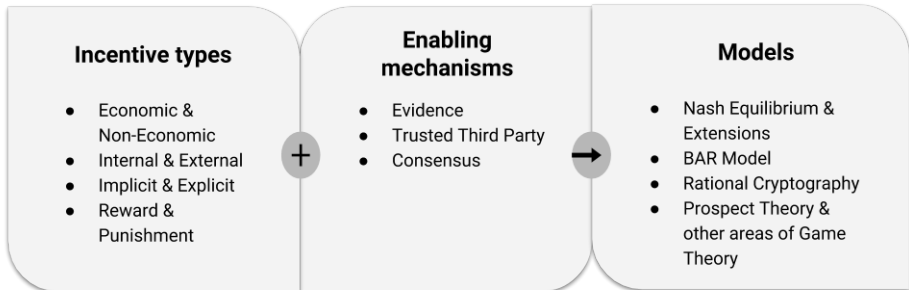 Incentive types
● Economic &
Non-Economic
● Internal & External
● Implicit & Explicit
● Reward &
Punishment
+
Enabling
mechanisms
● Evidence
● Trusted Third Party
● Consensus
→
Models
● Nash Equilibrium &
Extensions
● BAR Model
● Rational Cryptography
● Prospect Theory &
other areas of Game
Theory